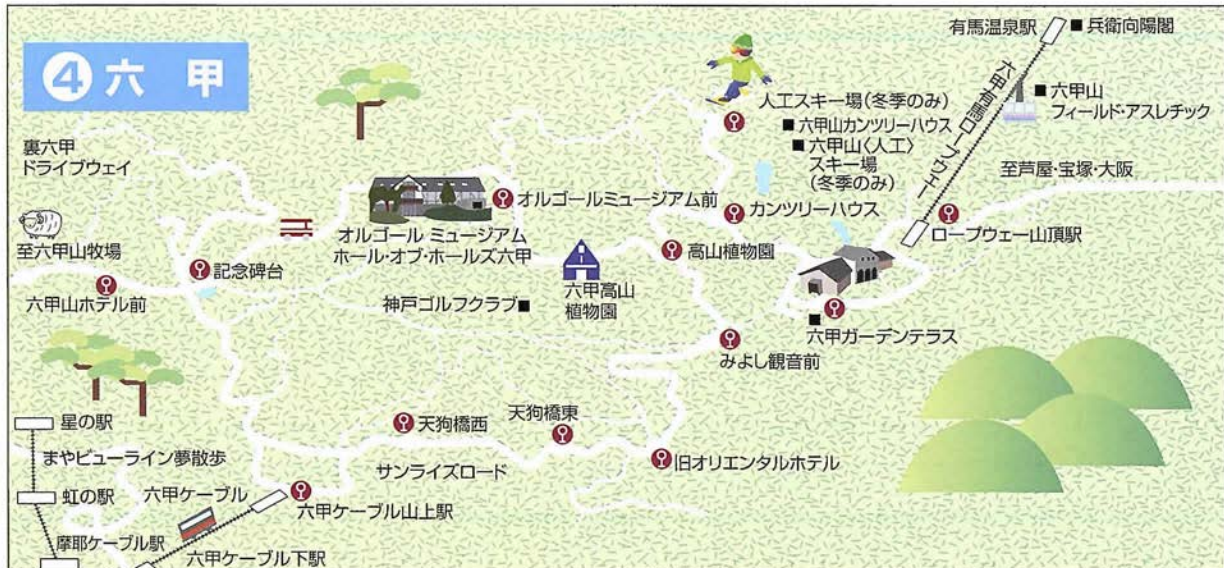 ④六甲
有馬温泉駅
■兵衛向陽閣
六甲有馬ロープウェー
■六甲山
フィールド・アスレチック
人工スキー場(冬季のみ)
■六甲山カンツリーハウス
■六甲山〈人工〉
スキー場
(冬季のみ)
至芦屋・宝塚・大阪
裏六甲
ドライブウェイ
オルゴールミュージアム前
カンツリーハウス
ロープウェー山頂駅
至六甲山牧場
オルゴール ミュージアム
ホール・オブ・ホールズ六甲
高山植物園
記念碑台
六甲高山
植物園
六甲山ホテル前
神戸ゴルフクラブ■
■
六甲ガーデンテラス
みよし観音前
星の駅
天狗橋西
天狗橋東
まやビューライン夢散歩
サンライズロード
旧オリエンタルホテル
虹の駅
六甲ケーブル
六甲ケーブル山上駅
摩耶ケーブル駅
六甲ケーブル下駅